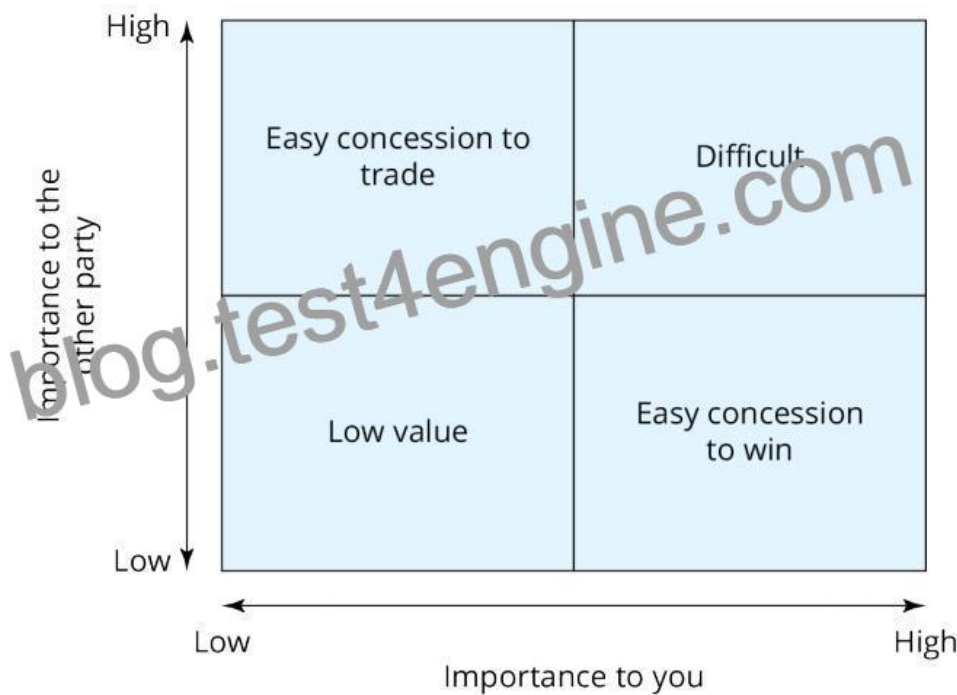 High
Easy concession to
trade
Difficult
Importance to the
other party
blog.test4engine.com
Low value
Easy concession
to win
Low
Low
High
Importance to you